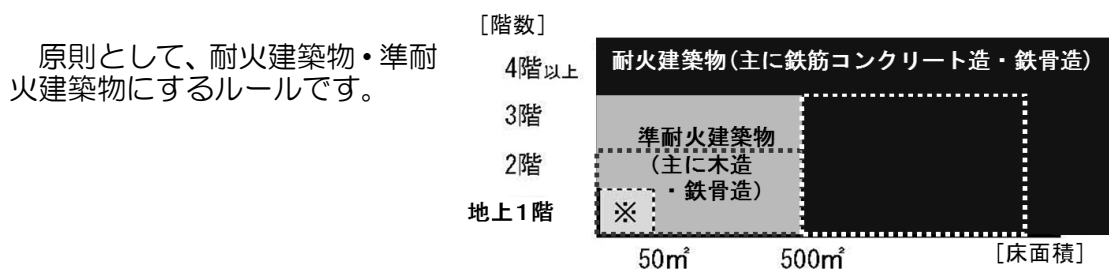 原則として、耐火建築物・準耐
火建築物にするルールです。
[階数]
4階以上
3階
2階
地上1階
耐火建築物(主に鉄筋コンクリート造・鉄骨造)
準耐火建築物
(主に木造
・鉄骨造)
※
50㎡
500㎡
[床面積]